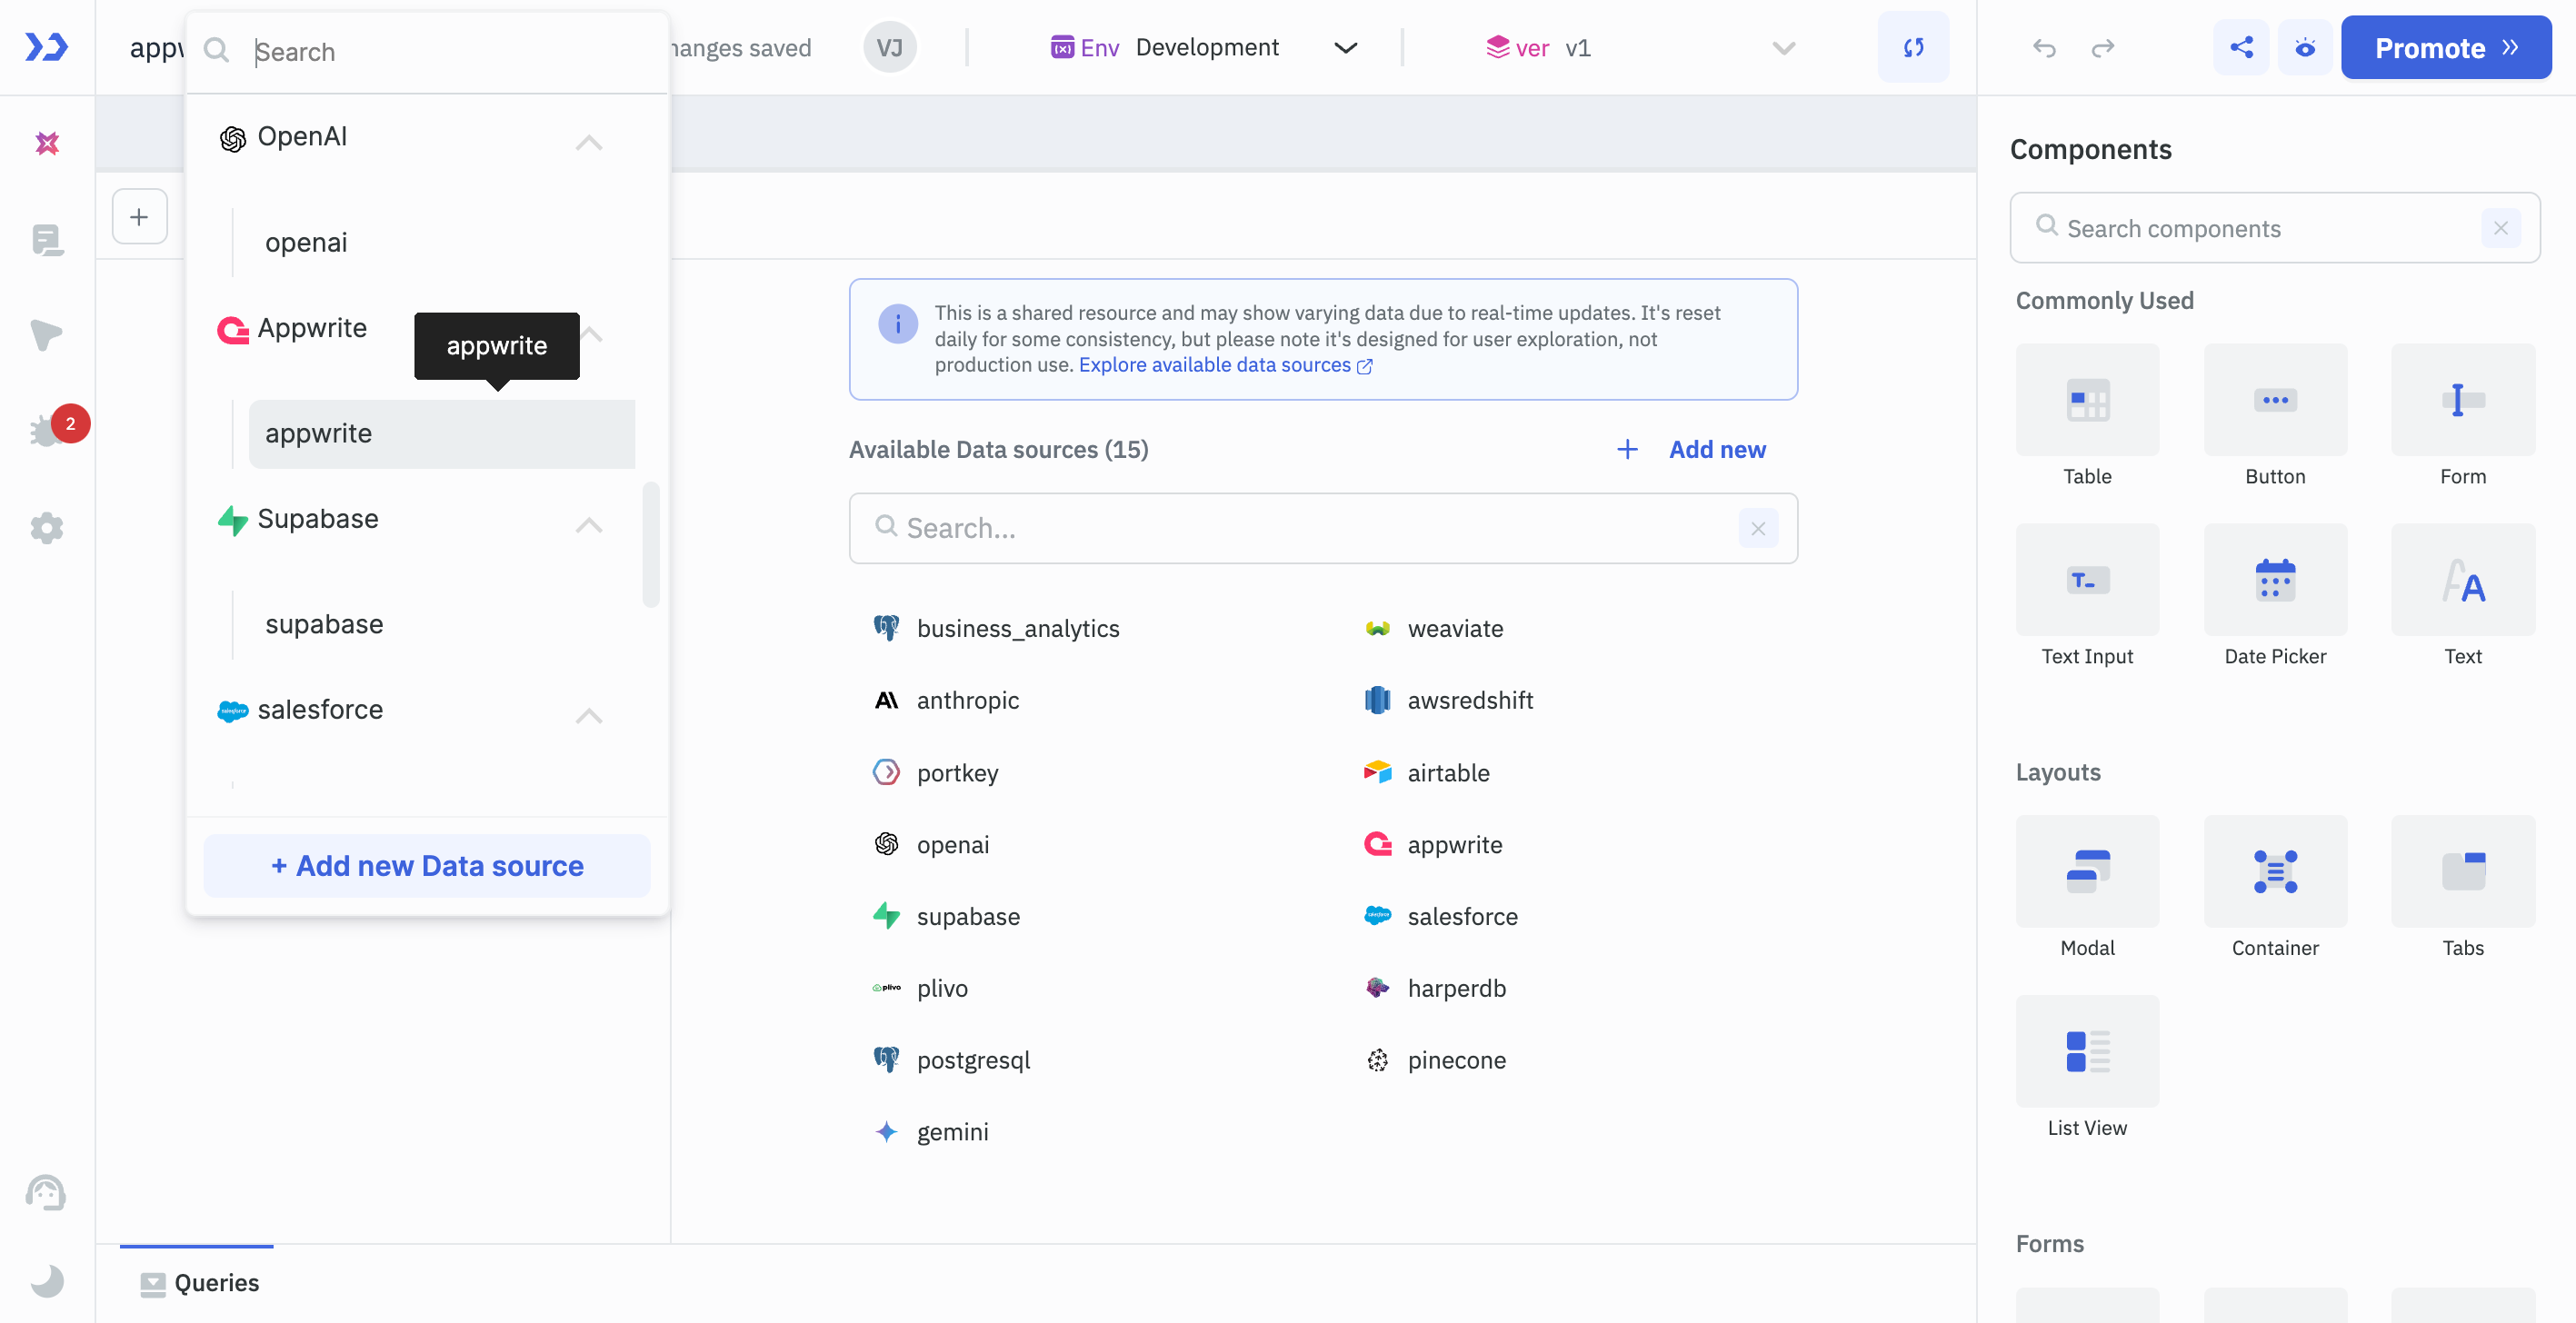 Search
OpenAI
openai
Appwrite
appwrite
appwrite
Supabase
supabase
salesforce
+ Add new Data source
hanges saved
VJ
Env Development
ver v1
Promote
2
This is a shared resource and may show varying data due to real-time updates. It's reset
daily for some consistency, but please note it's designed for user exploration, not
production use. Explore available data sources
Available Data sources (15)
+ Add new
Search...
business_analytics
weaviate
anthropic
awsredshift
portkey
airtable
openai
appwrite
supabase
salesforce
plivo
harperdb
postgresql
pinecone
gemini
Queries
Components
Search components
Commonly Used
Table
Button
Form
Text Input
Date Picker
Text
Layouts
Modal
Container
Tabs
List View
Forms